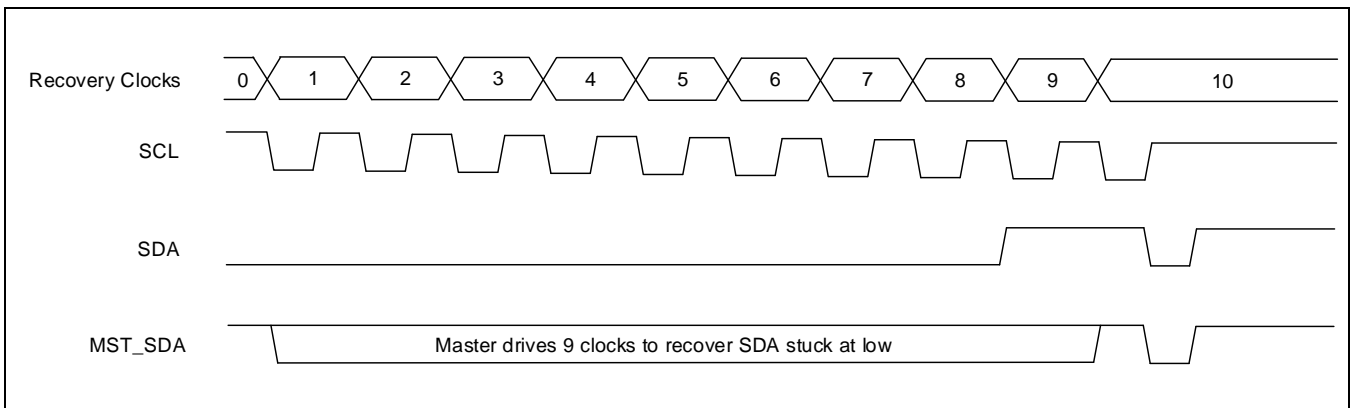 Recovery Clocks 0 1 2 3 4 5 6 7 8 9 10
SCL
SDA
MST_SDA Master drives 9 clocks to recover SDA stuck at low